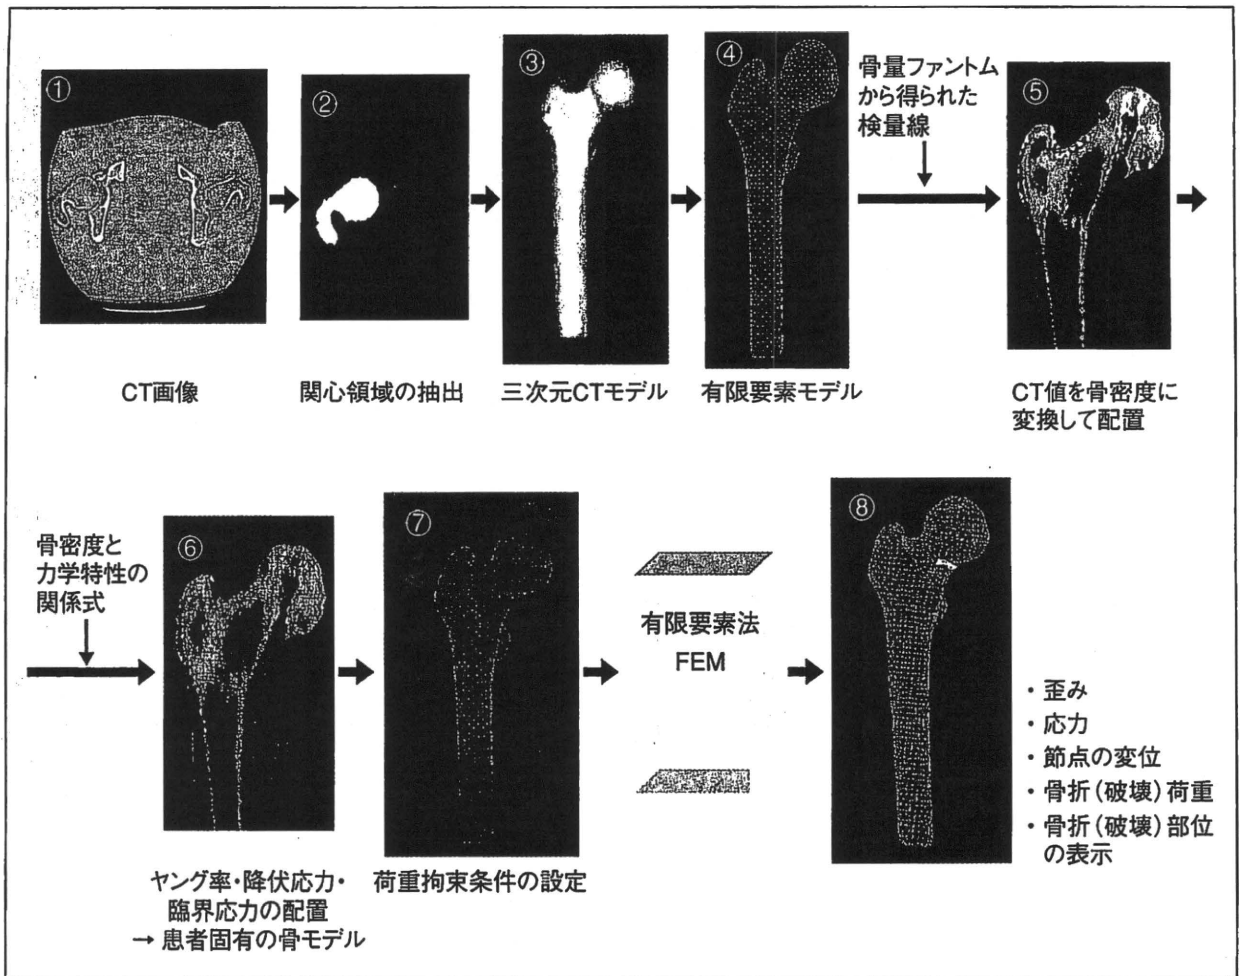 ①
②
③
④
骨量ファントム
から得られた
検量線
⑤
CT画像
関心領域の抽出
三次元CTモデル
有限要素モデル
CT値を骨密度に
変換して配置
骨密度と
力学特性の
関係式
⑥
⑦
有限要素法
FEM
⑧
・歪み
・応力
・節点の変位
・骨折(破壊)荷重
・骨折(破壊)部位
の表示
ヤング率・降伏応力・
臨界応力の配置
→ 患者固有の骨モデル
荷重拘束条件の設定